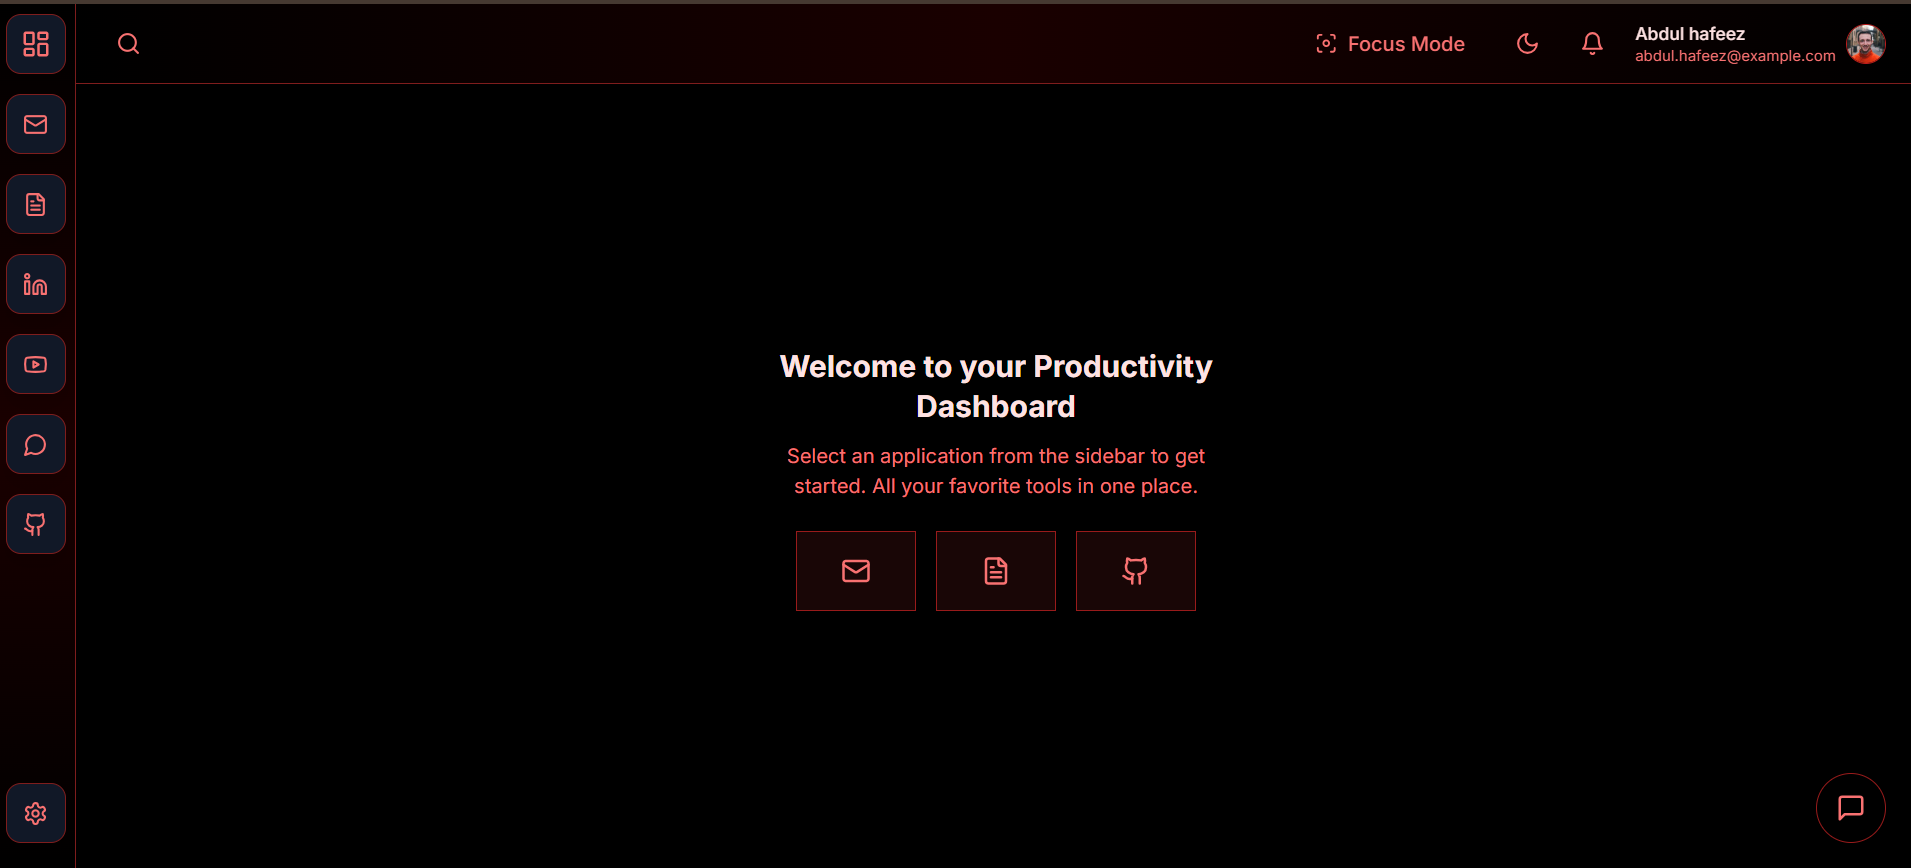 Focus Mode
Abdul hafeez
abdul.hafeez@example.com
Welcome to your Productivity
Dashboard
Select an application from the sidebar to get
started. All your favorite tools in one place.